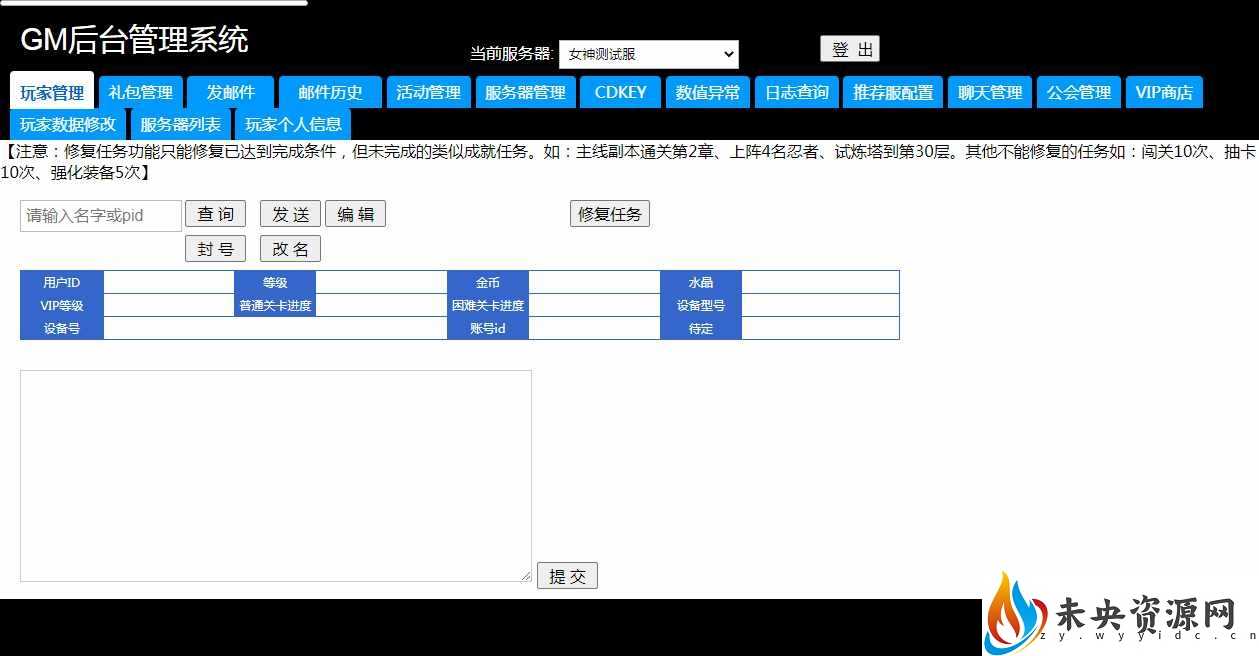 GM后台管理系统
当前服务器: 女神测试服 登 出
玩家管理 礼包管理 发邮件 邮件历史 活动管理 服务器管理 CDKEY 数值异常 日志查询 推荐服配置 聊天管理 公会管理 VIP商店
玩家数据修改 服务器列表 玩家个人信息
【注意：修复任务功能只能修复已达到完成条件，但未完成的类似成就任务。如：主线副本通关第2章、上阵4名忍者、试炼塔到第30层。其他不能修复的任务如：闯关10次、抽卡
10次、强化装备5次】
请输入名字或pid 查 询 发 送 编 辑 修复任务
封 号 改 名
用户ID 等级 金币 水晶
VIP等级 普通关卡进度 困难关卡进度 设备型号
设备号 账号id 待定
提 交
未央资源网
zy.wyyidc.cn